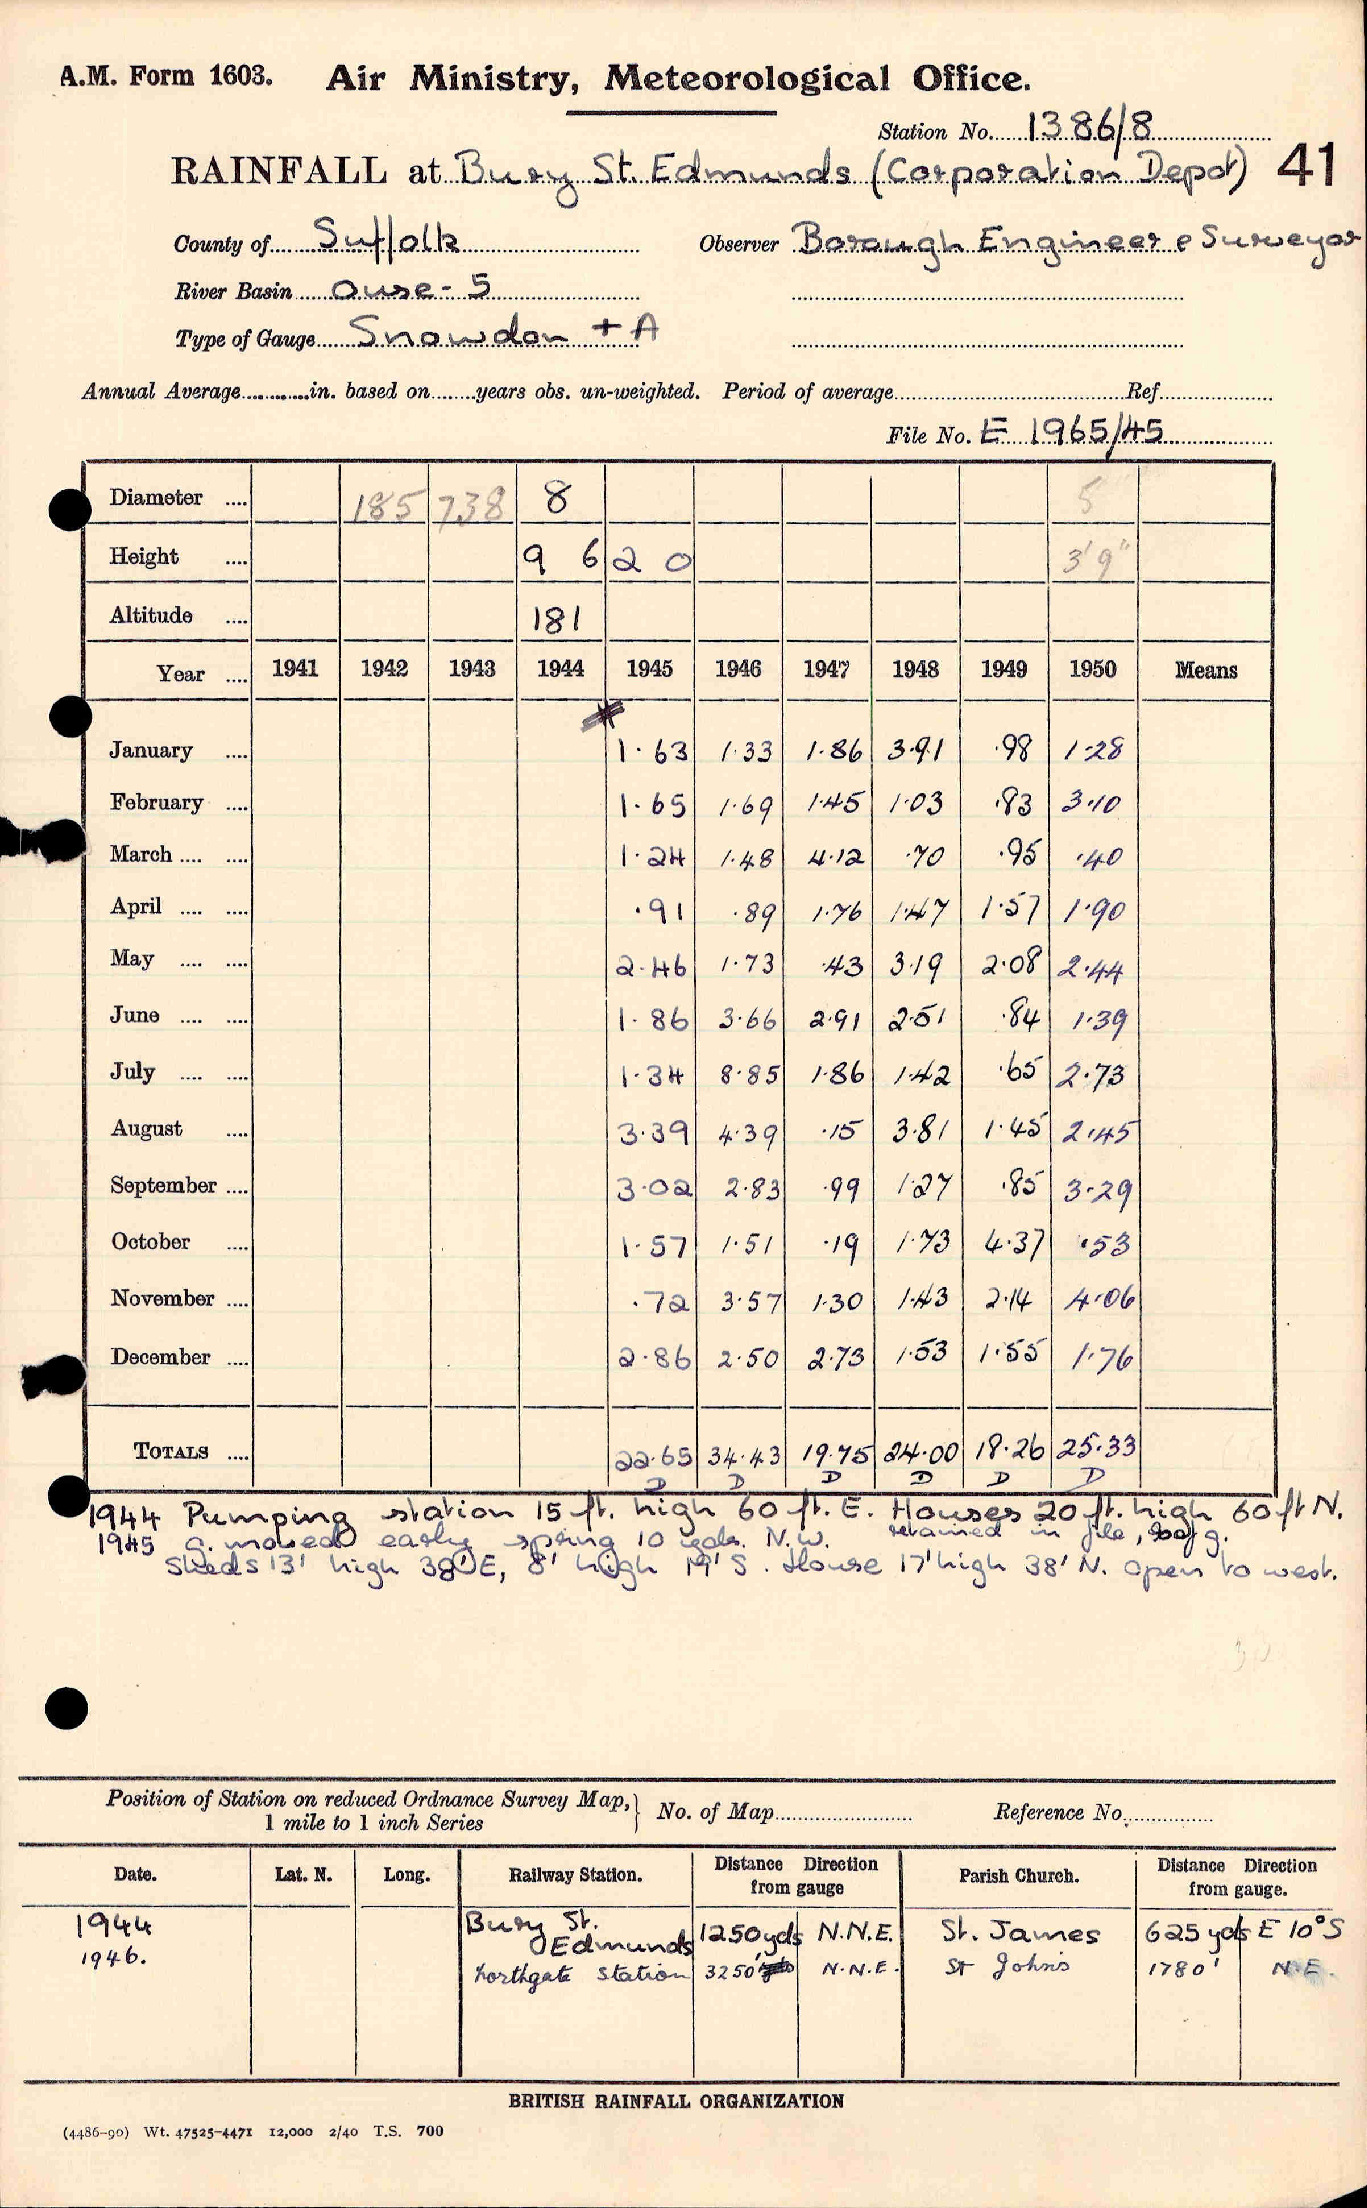 A.M. Form 1603. Air Ministry, Meteorological Office.
Station No. 1386/8
RAINFALL at Bury St. Edmunds (Corporation Depot) 41
County of Suffolk Observer Borough Engineer & Surveyor
River Basin Ouse - 5
Type of Gauge Snowdon + A
Annual Average............in. based on........years obs. un-weighted. Period of average.................... Ref....................
File No. E 1965/45
Diameter .... 185 738 8 5
Height .... 9 6 2 0 3' 9"
Altitude .... 181
Year .... 1941 1942 1943 1944 1945 1946 1947 1948 1949 1950 Means
January .... 1.63 1.33 1.86 3.91 .98 1.28
February .... 1.65 1.69 1.45 1.03 .83 3.10
March .... .... 1.24 1.48 4.12 .70 .95 .40
April .... .... .91 .89 1.76 1.47 1.57 1.90
May .... .... 2.46 1.73 .43 3.19 2.08 2.44
June .... .... 1.86 3.66 2.91 2.51 .84 1.39
July .... .... 1.34 8.85 1.86 1.42 .65 2.73
August .... 3.39 4.39 .15 3.81 1.45 2.45
September .... 3.02 2.83 .99 1.27 .85 3.29
October .... 1.57 1.51 .19 1.73 4.37 .53
November .... .72 3.57 1.30 1.43 2.14 4.06
December .... 2.86 2.50 2.73 1.53 1.55 1.76
TOTALS .... 22.65 34.43 19.75 24.00 18.26 25.33
D D D D D D
1944 Pumping station 15 ft. high 60 ft. E. Houses 20 ft. high 60 ft N.
1945 G. moved early spring 10 yds. N.W. retained in file,
Sheds 13' high 38' E, 8' high 19' S. House 17' high 38' N. open to west.
Position of Station on reduced Ordnance Survey Map, 1 mile to 1 inch Series } No. of Map.................... Reference No.................
Date. Lat. N. Long. Railway Station. Distance Direction from gauge Parish Church. Distance Direction from gauge.
1944 Bury St. Edmunds 1250 yds N.N.E. St. James 625 yds E 10° S
1946. Northgate Station 3250' N.N.E. St Johns 1780' N.E.
BRITISH RAINFALL ORGANIZATION
(4486-90) Wt. 47525-4471 12,000 2/40 T.S. 700